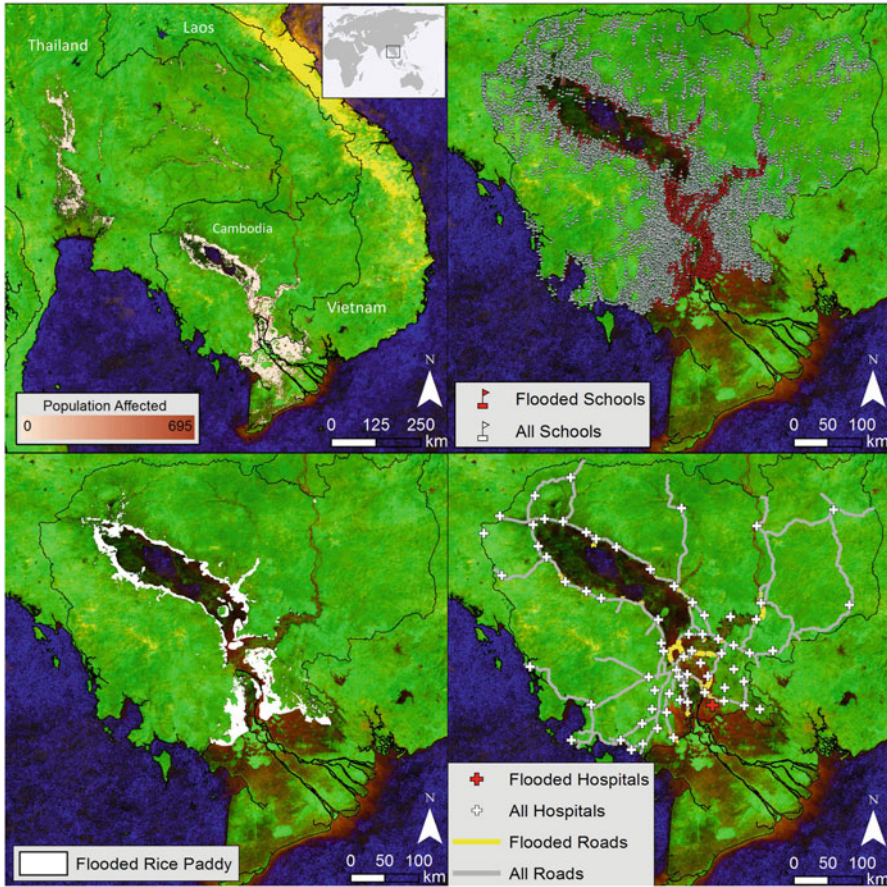 Thailand
Laos
Cambodia
Vietnam
N
Population Affected
0
695
0 125 250
km
Flooded Schools
All Schools
N
0 50 100
km
Flooded Rice Paddy
N
0 50 100
km
Flooded Hospitals
All Hospitals
Flooded Roads
All Roads
N
0 50 100
km